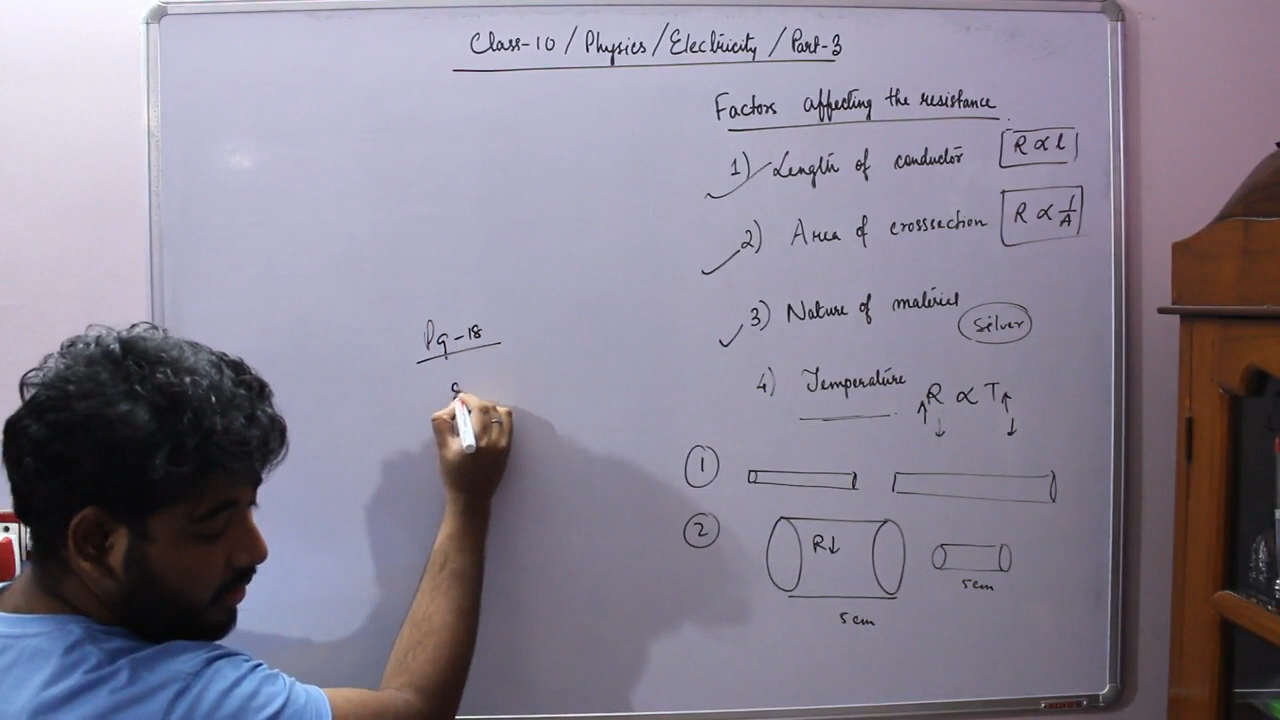 Class-10 / Physics / Electricity / Part-3
Factors affecting the resistance
1) Length of conductor R ∝ l
2) Area of crosssection R ∝ 1/A
3) Nature of material Silver
4) Temperature ↑R ∝ T↑
↓ ↓
Pg-18
1
2
R↓
5cm
5cm